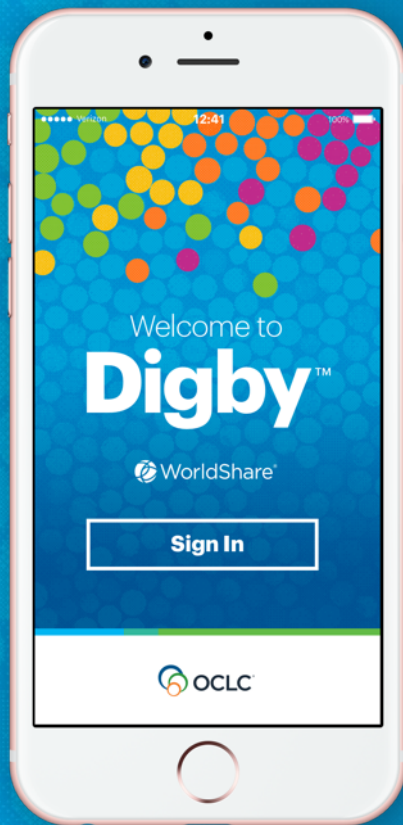 Verizon 12:41 100%
Welcome to
Digby™
WorldShare®
Sign In
OCLC®